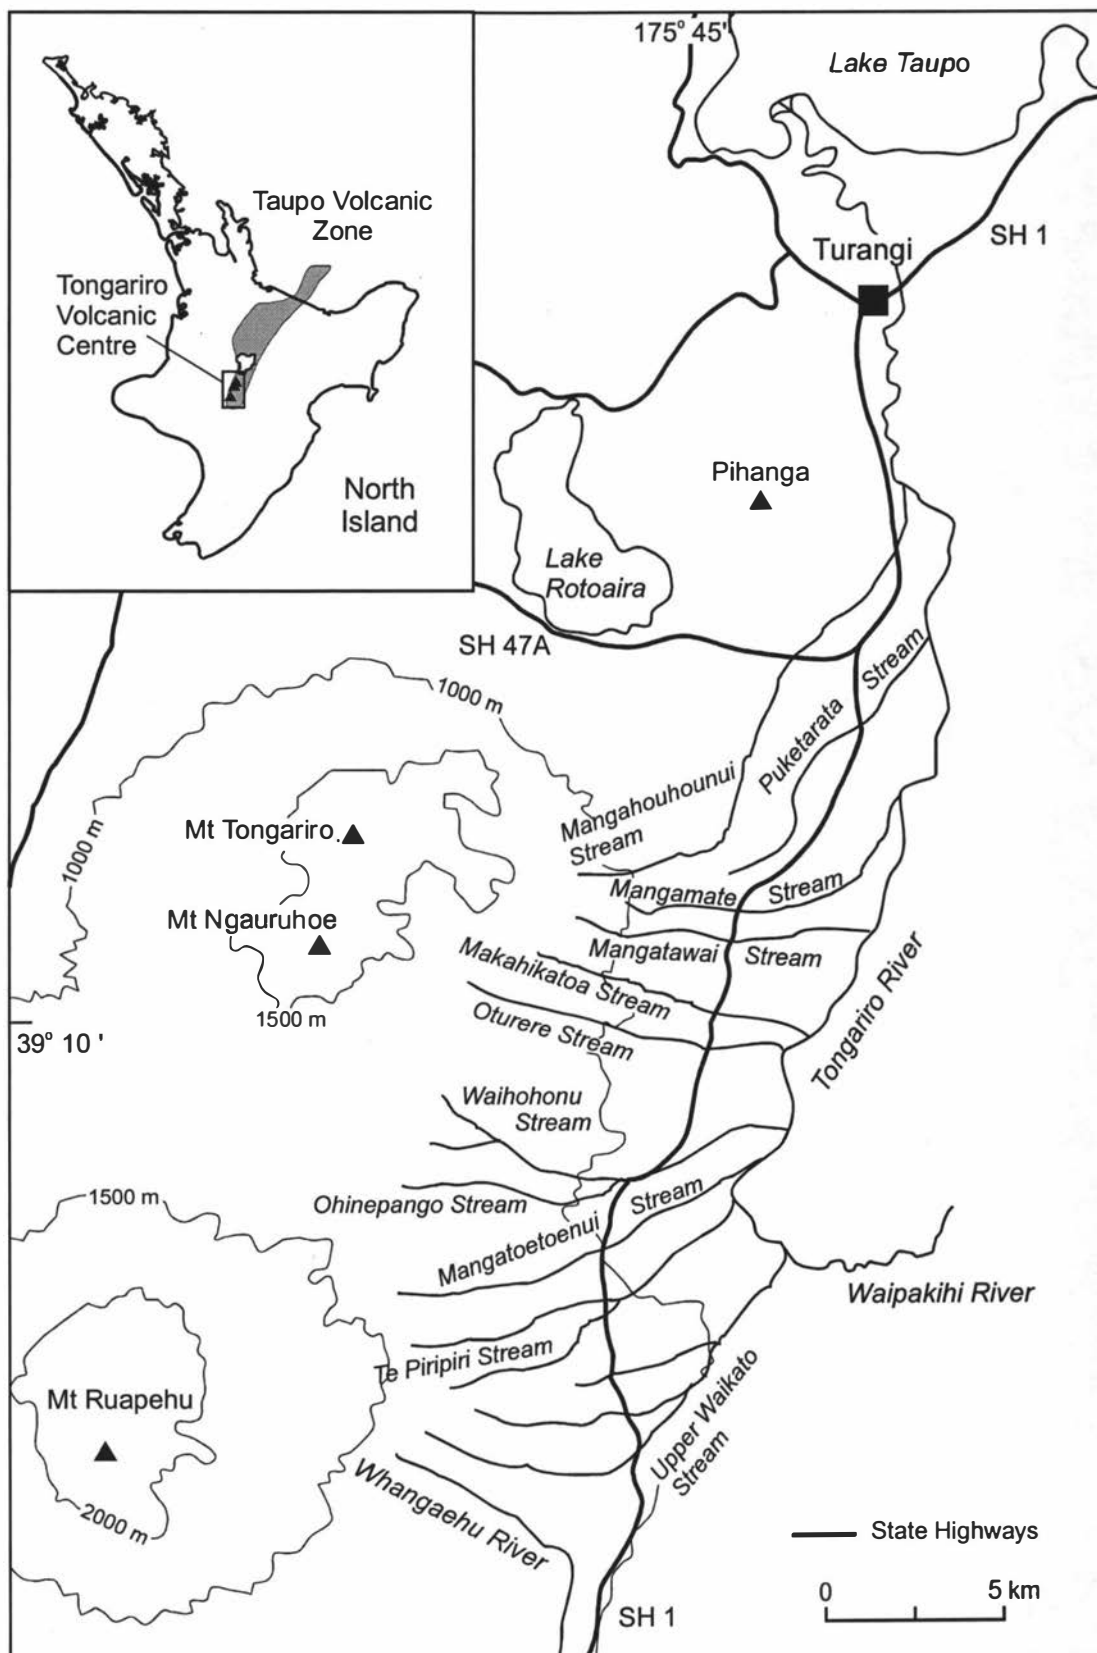 175° 45'
Lake Taupo
Taupo Volcanic
Zone
Tongariro
Volcanic
Centre
North
Island
SH 1
Turangi
Pihanga
Lake
Rotoaira
SH 47A
1000 m
Puketarata Stream
Mangahouhounui
Stream
1000 m
Mt Tongariro.
Mangamate Stream
Mt Ngauruhoe
Mangatawai Stream
Makahikatoa Stream
1500 m
39° 10 '
Oturere Stream
Tongariro River
Waihohonu
Stream
1500 m
Ohinepango Stream
Mangatoetoenui Stream
Waipakihi River
Te Piripiri Stream
Mt Ruapehu
Upper Waikato
Stream
2000 m
Whangaehu River
State Highways
0 5 km
SH 1